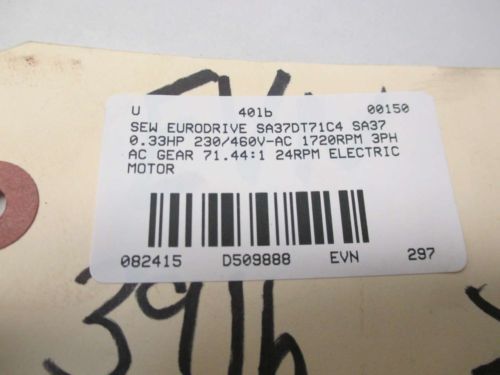 U 401b 00150
SEW EURODRIVE SA37DT71C4 SA37
0.33HP 230/460V-AC 1720RPM 3PH
AC GEAR 71.44:1 24RPM ELECTRIC
MOTOR
082415 D509888 EVN 297
39lb